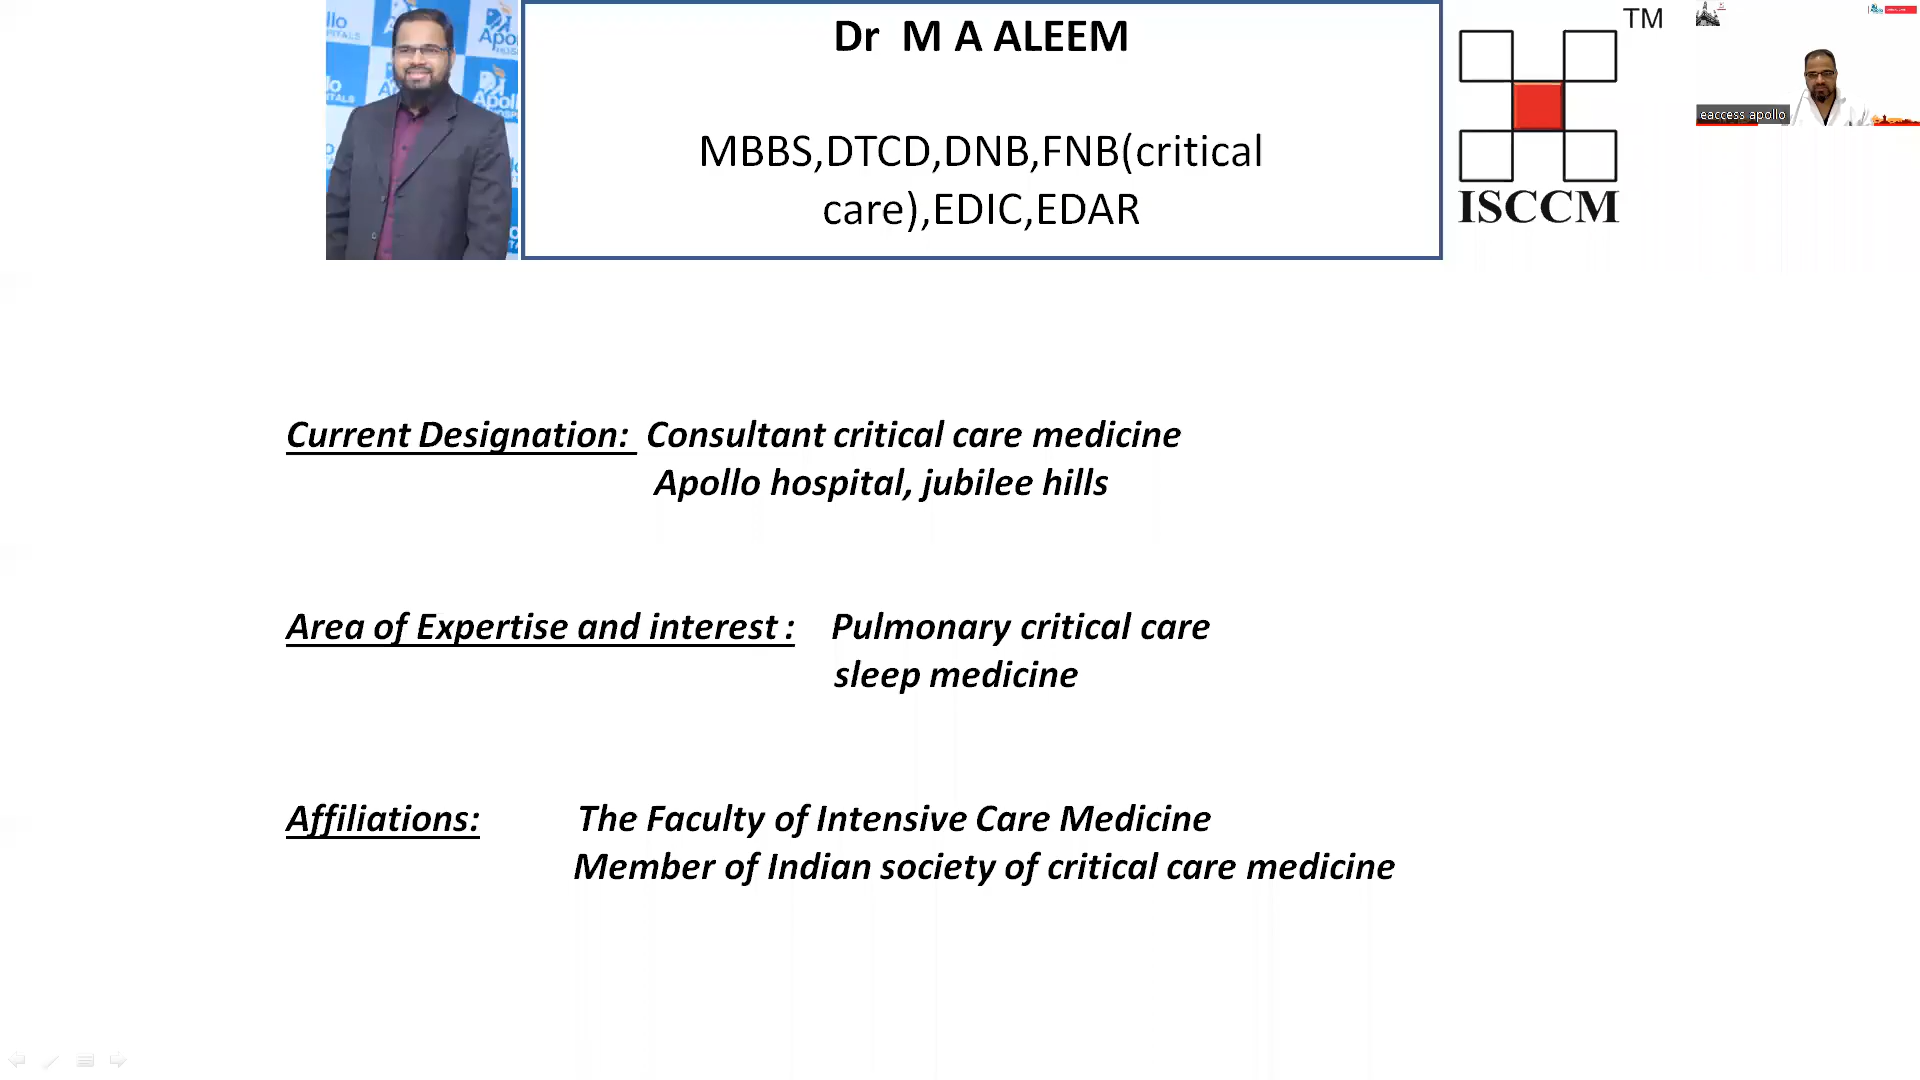 Dr M A ALEEM
MBBS,DTCD,DNB,FNB(critical
care),EDIC,EDAR
TM
ISCCM
eaccess apollo
Current Designation: Consultant critical care medicine
Apollo hospital, jubilee hills
Area of Expertise and interest : Pulmonary critical care
sleep medicine
Affiliations: The Faculty of Intensive Care Medicine
Member of Indian society of critical care medicine